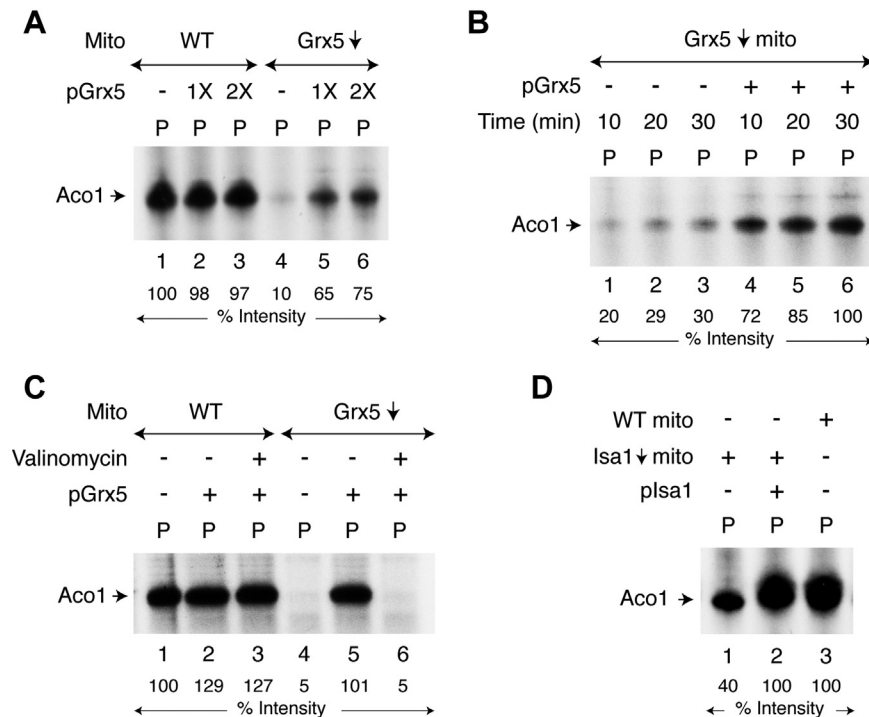 A
Mito WT Grx5 ↓
pGrx5 - 1X 2X - 1X 2X
P P P P P P
Aco1
1 2 3 4 5 6
100 98 97 10 65 75
% Intensity
B
Grx5 ↓ mito
pGrx5 - - - + + +
Time (min) 10 20 30 10 20 30
P P P P P P
Aco1
1 2 3 4 5 6
20 29 30 72 85 100
% Intensity
C
Mito WT Grx5 ↓
Valinomycin - - + - - +
pGrx5 - + + - + +
P P P P P P
Aco1
1 2 3 4 5 6
100 129 127 5 101 5
% Intensity
D
WT mito - - +
Isa1 ↓ mito + + -
pIsa1 - + -
P P P
Aco1
1 2 3
40 100 100
% Intensity